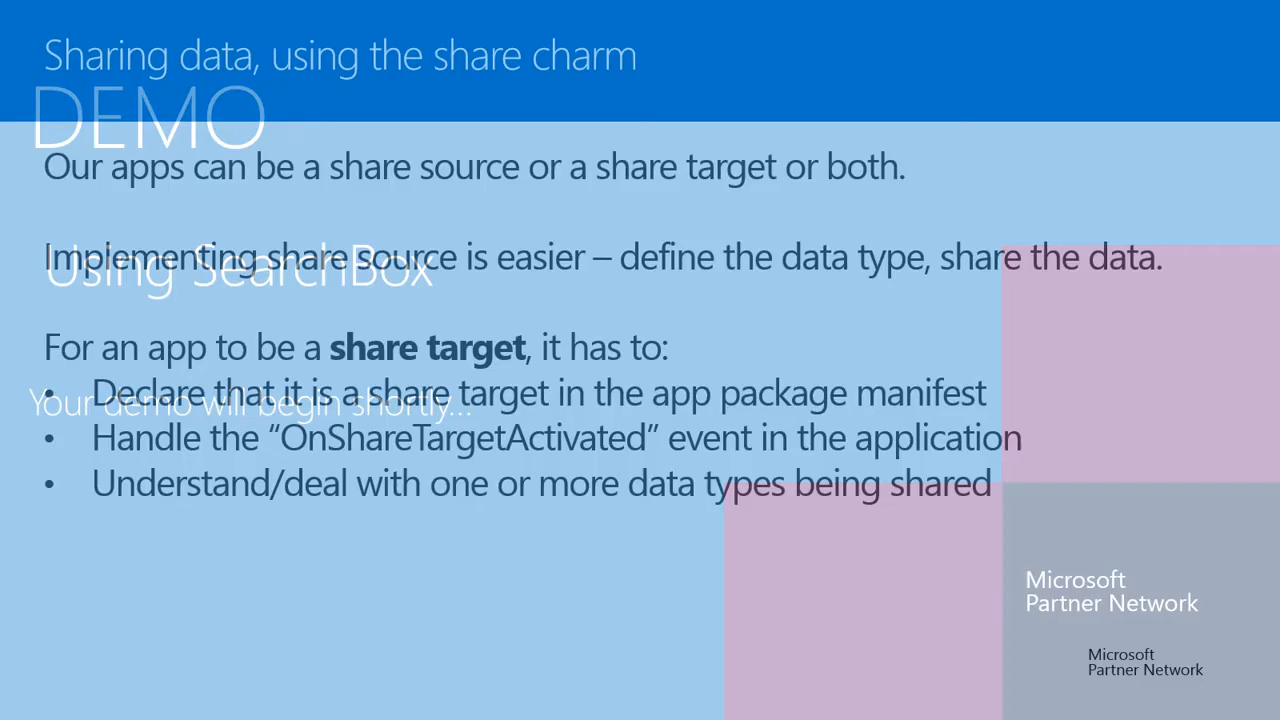 Sharing data, using the share charm
DEMO
Our apps can be a share source or a share target or both.
Implementing share source is easier – define the data type, share the data.
Using SearchBox
For an app to be a share target, it has to:
• Declare that it is a share target in the app package manifest
Your demo will begin shortly...
• Handle the “OnShareTargetActivated” event in the application
• Understand/deal with one or more data types being shared
Microsoft
Partner Network
Microsoft
Partner Network